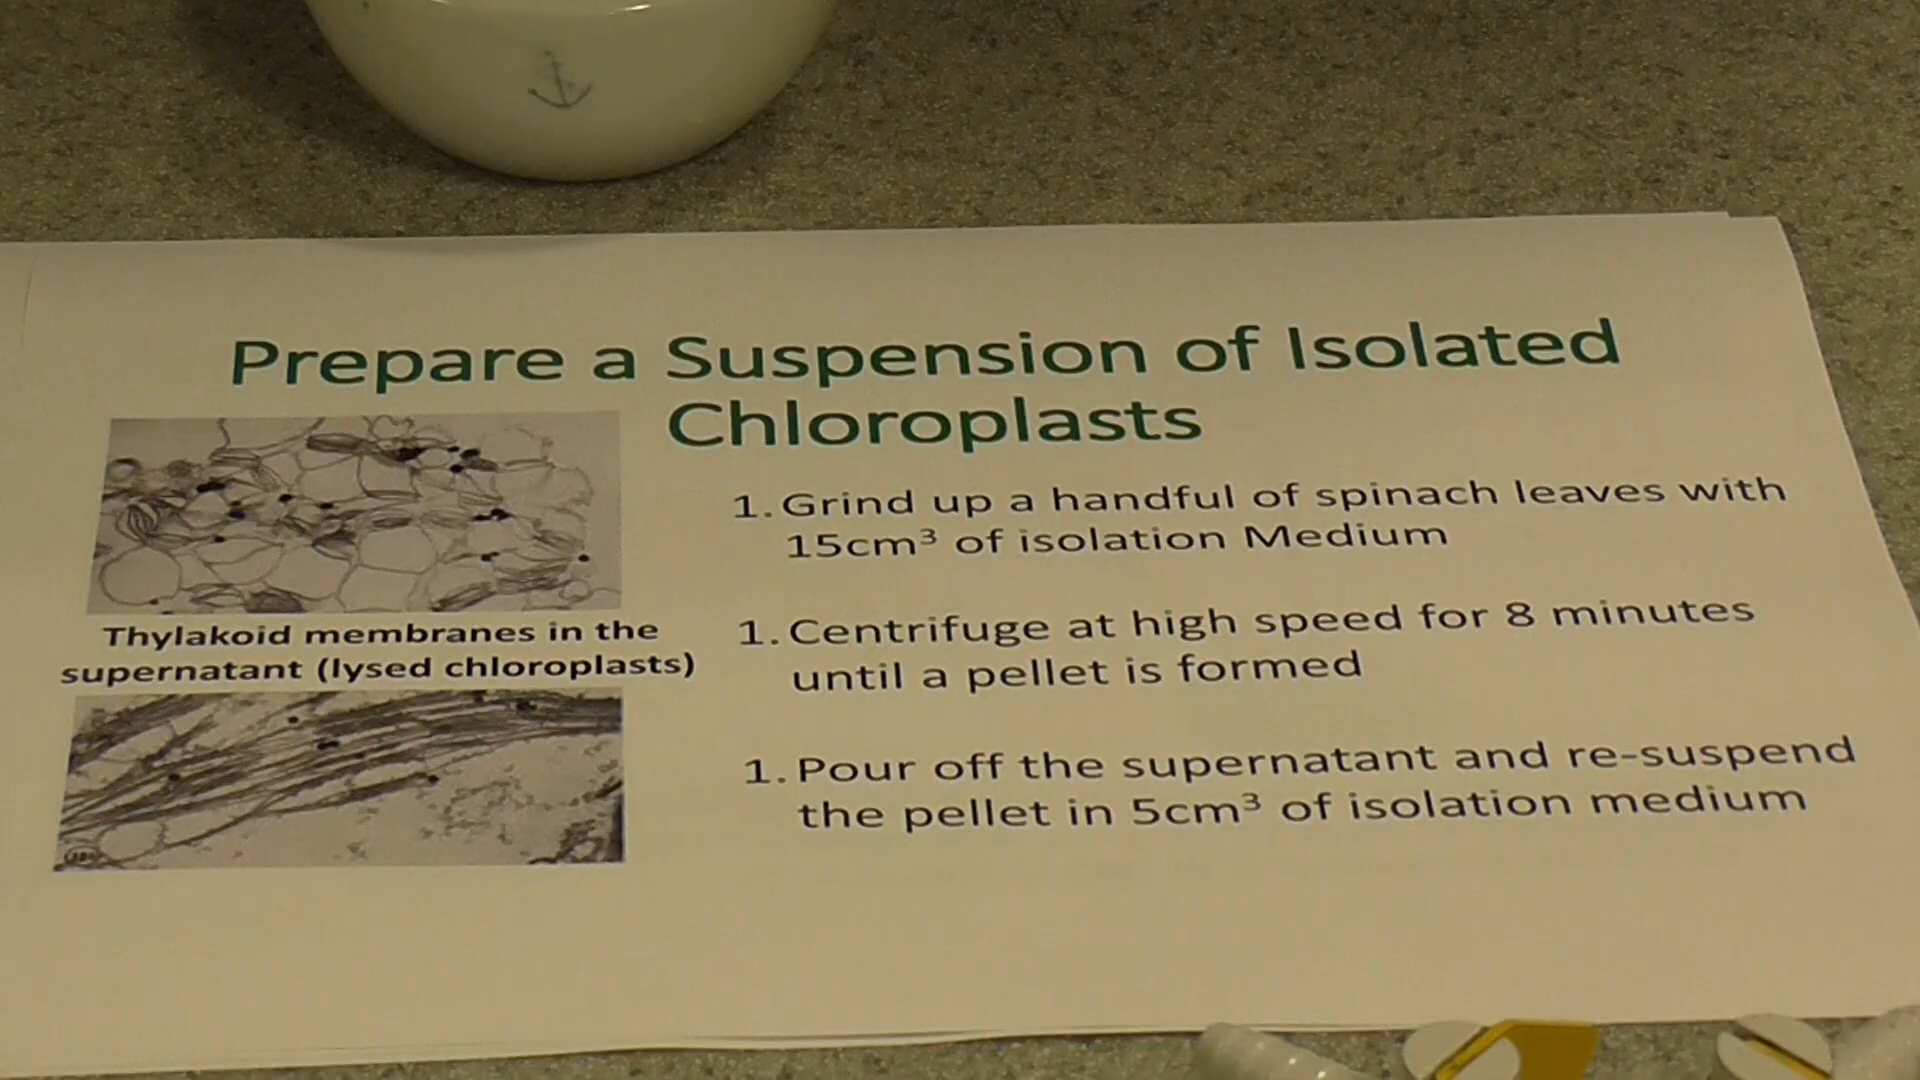 Prepare a Suspension of Isolated
Chloroplasts
Thylakoid membranes in the
supernatant (lysed chloroplasts)
1. Grind up a handful of spinach leaves with
15cm³ of isolation Medium
1. Centrifuge at high speed for 8 minutes
until a pellet is formed
1. Pour off the supernatant and re-suspend
the pellet in 5cm³ of isolation medium